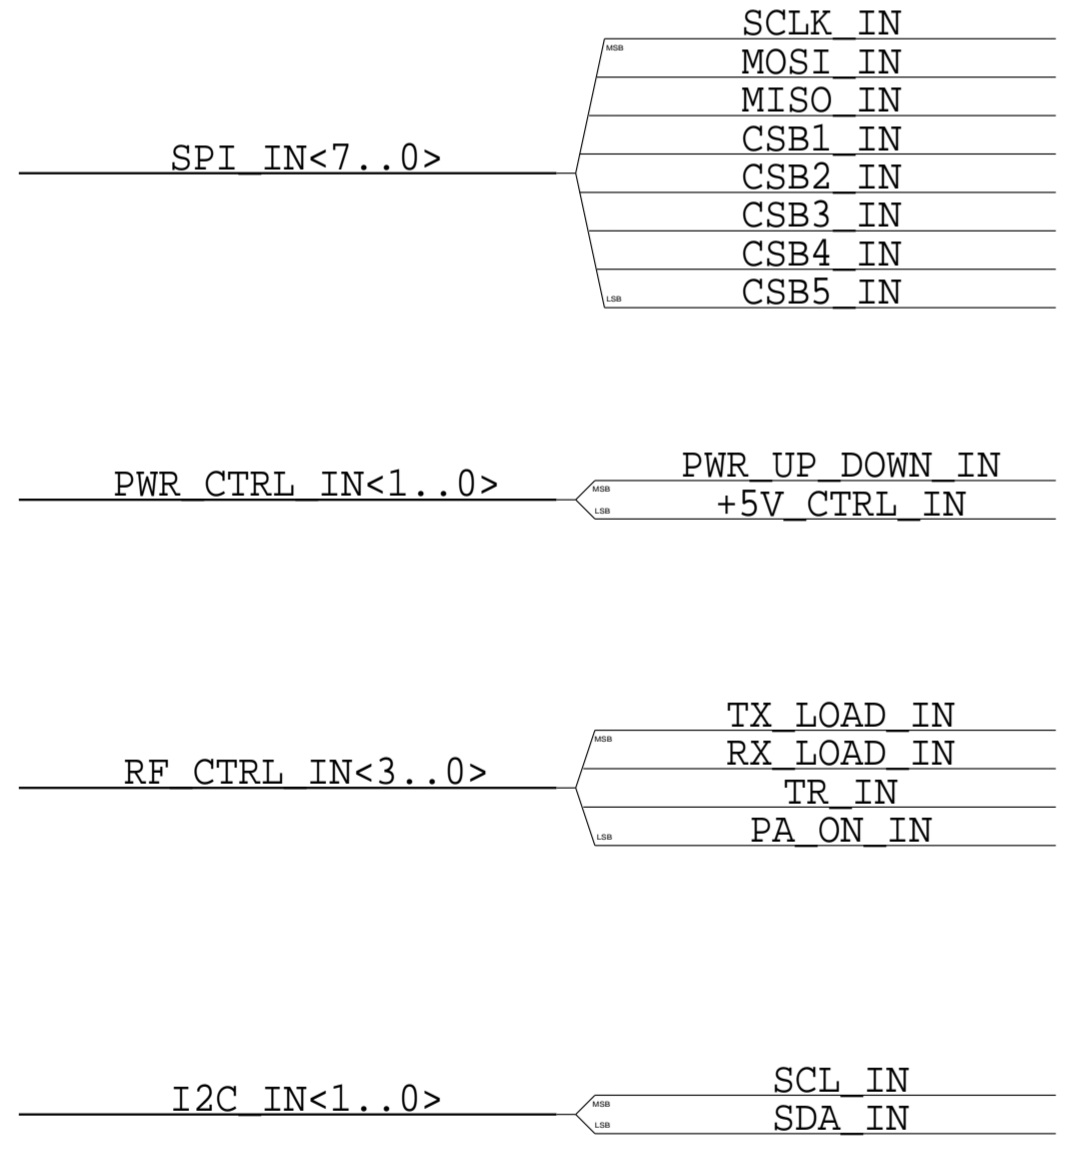 SCLK_IN
MSB
MOSI_IN
MISO_IN
CSB1_IN
SPI_IN<7..0>
CSB2_IN
CSB3_IN
CSB4_IN
CSB5_IN
LSB
PWR_UP_DOWN_IN
PWR_CTRL_IN<1..0>
MSB
+5V_CTRL_IN
LSB
TX_LOAD_IN
MSB
RX_LOAD_IN
RF_CTRL_IN<3..0>
TR_IN
PA_ON_IN
LSB
SCL_IN
I2C_IN<1..0>
MSB
SDA_IN
LSB